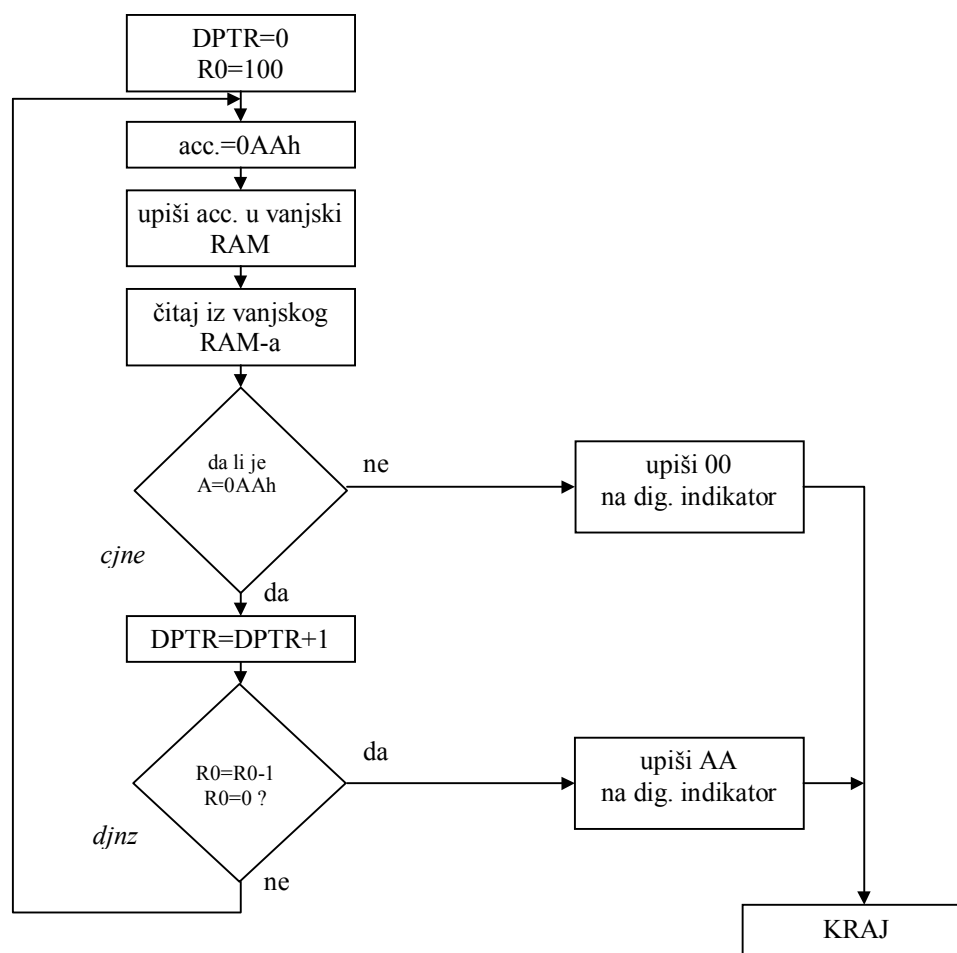 DPTR=0
R0=100
acc.=0AAh
upiši acc. u vanjski
RAM
čitaj iz vanjskog
RAM-a
da li je
A=0AAh
ne
upiši 00
na dig. indikator
cjne
da
DPTR=DPTR+1
R0=R0-1
R0=0 ?
da
upiši AA
na dig. indikator
djnz
ne
KRAJ